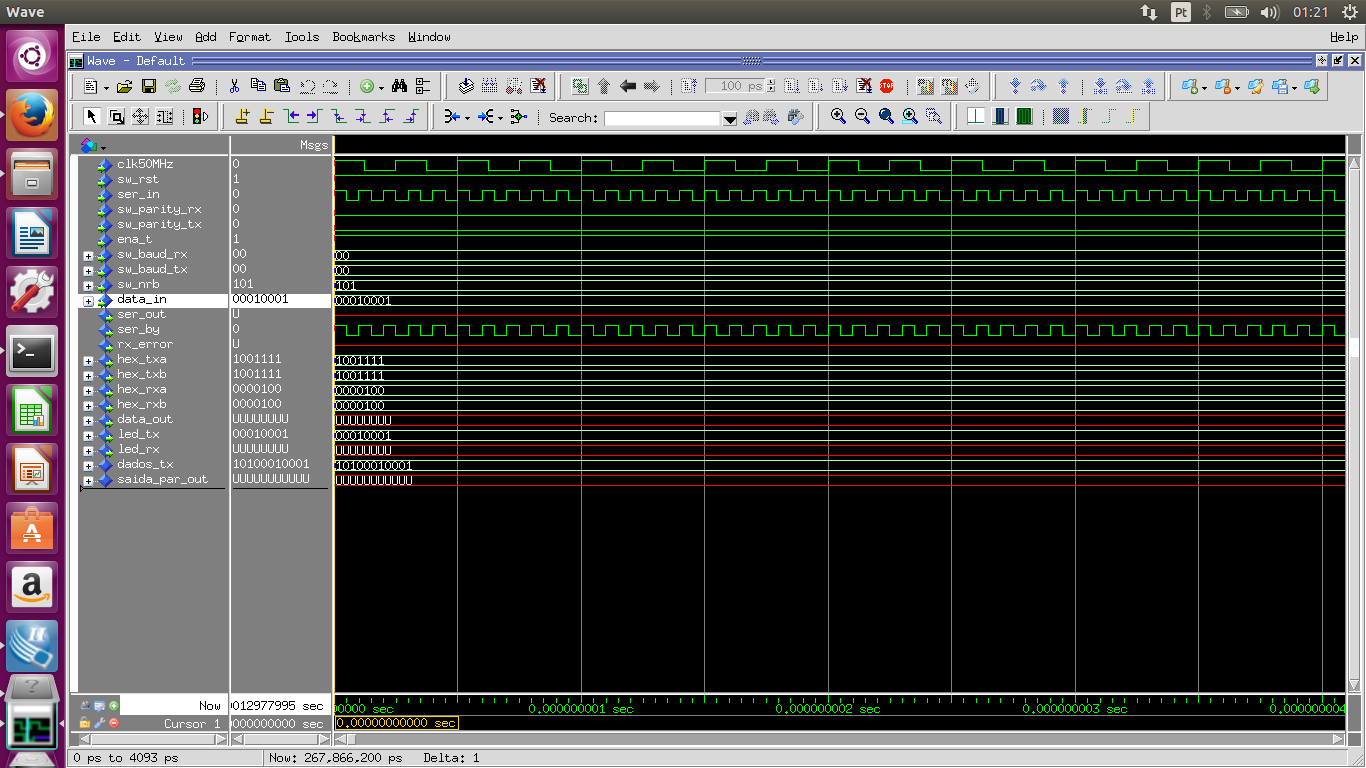 Wave
Pt
01:21
File Edit View Add Format Tools Bookmarks Window Help
Wave - Default
100 ps
STOP
Search:
Msgs
clk50MHz 0
sw_rst 1
ser_in 0
sw_parity_rx 0
sw_parity_tx 0
ena_t 1
sw_baud_rx 00 00
sw_baud_tx 00 00
sw_nrb 101 101
data_in 00010001 00010001
ser_out U
ser_by 0
rx_error U
hex_txa 1001111 1001111
hex_txb 1001111 1001111
hex_rxa 0000100 0000100
hex_rxb 0000100 0000100
data_out UUUUUUUU UUUUUUUU
led_tx 00010001 00010001
led_rx UUUUUUUU UUUUUUUU
dados_tx 10100010001 10100010001
saida_par_out UUUUUUUUUUU UUUUUUUUUUU
Now 012977995 sec 00000 sec 0.000000001 sec 0.000000002 sec 0.000000003 sec 0.000000004
Cursor 1 000000000 sec 0.00000000000 sec
0 ps to 4093 ps Now: 267,866,200 ps Delta: 1